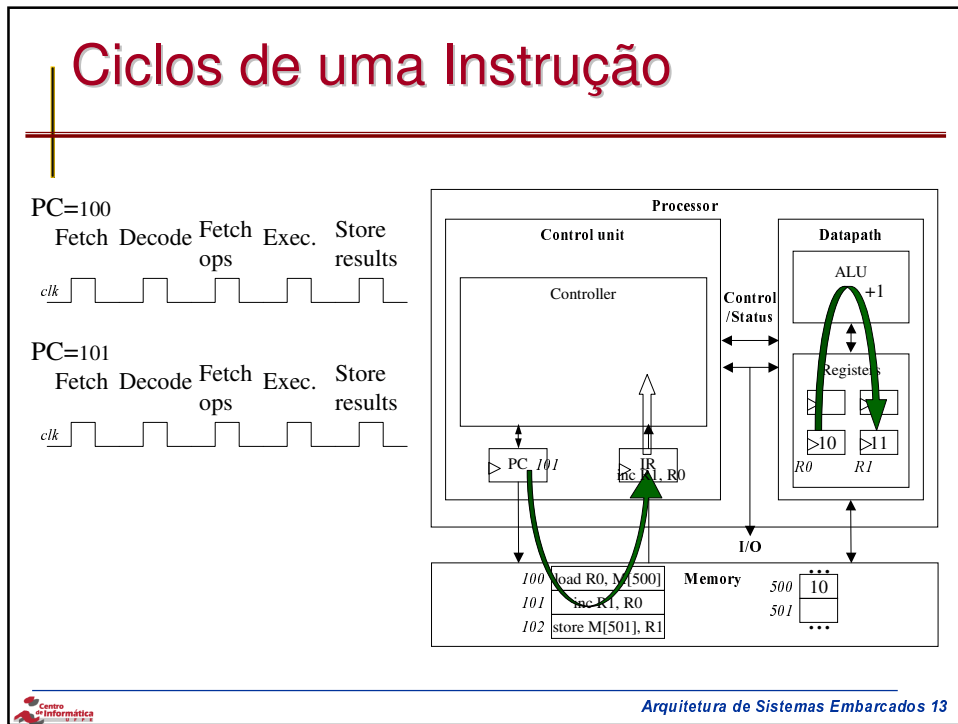 Ciclos de uma Instrução
PC=100
Fetch Decode Fetch ops Exec. Store results
clk
PC=101
Fetch Decode Fetch ops Exec. Store results
clk
Processor
Control unit
Datapath
Controller
Control /Status
ALU
+1
Registers
10 11
R0 R1
PC 101
IR
inc R1, R0
I/O
Memory
100 load R0, M[500]
101 inc R1, R0
102 store M[501], R1
...
500 10
501
...
Centro de Informática
UFPE
Arquitetura de Sistemas Embarcados 13